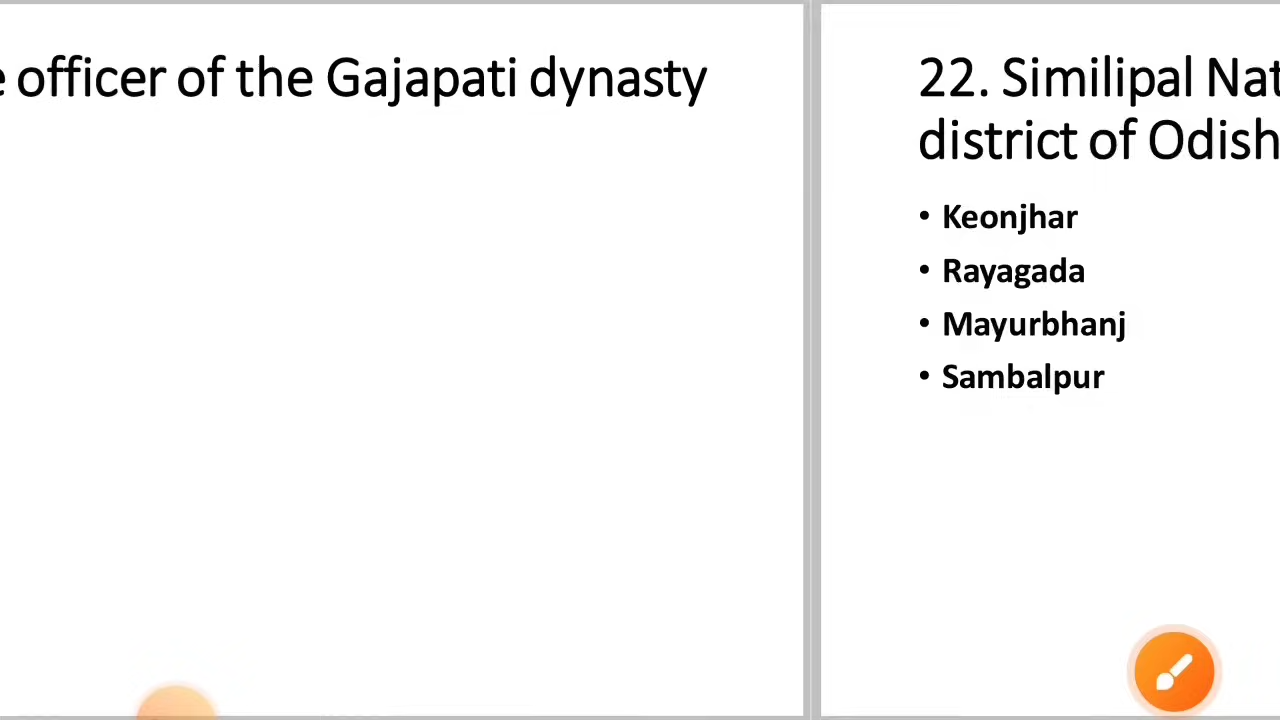 officer of the Gajapati dynasty
22. Similipal Nat
district of Odish
• Keonjhar
• Rayagada
• Mayurbhanj
• Sambalpur